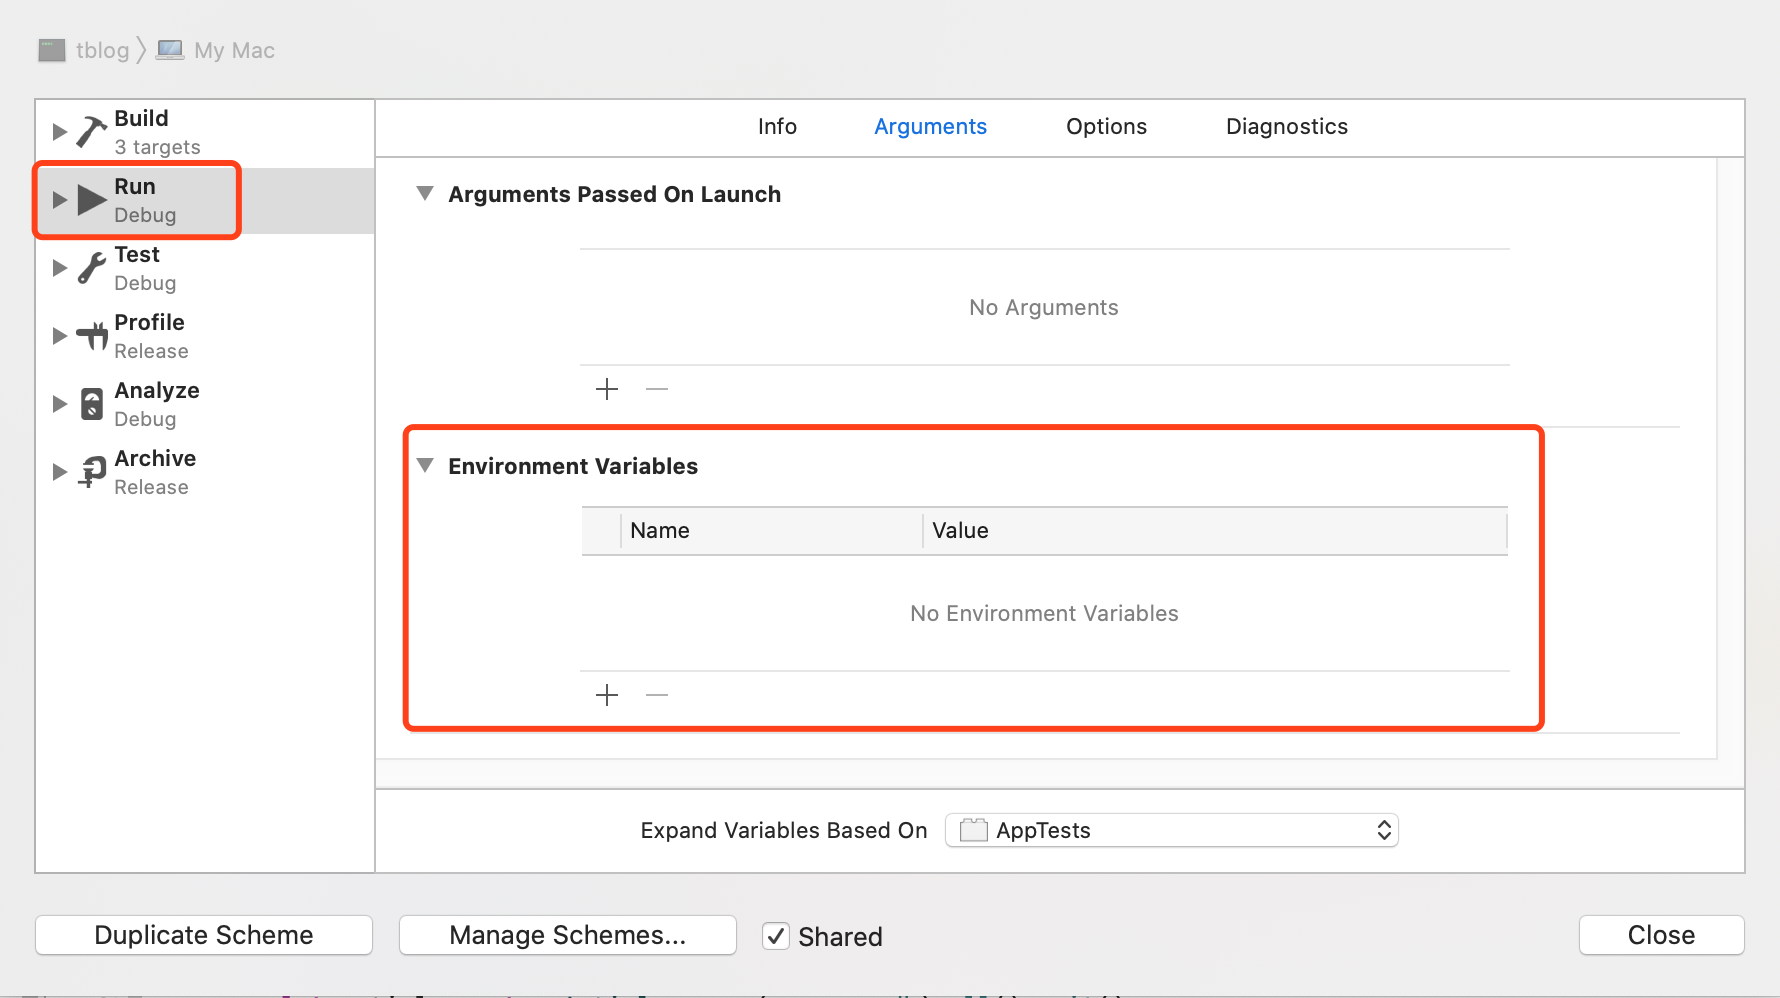 tblog My Mac
Build
3 targets
Run
Debug
Test
Debug
Profile
Release
Analyze
Debug
Archive
Release
Info Arguments Options Diagnostics
Arguments Passed On Launch
No Arguments
Environment Variables
Name Value
No Environment Variables
Expand Variables Based On AppTests
Duplicate Scheme Manage Schemes... Shared Close